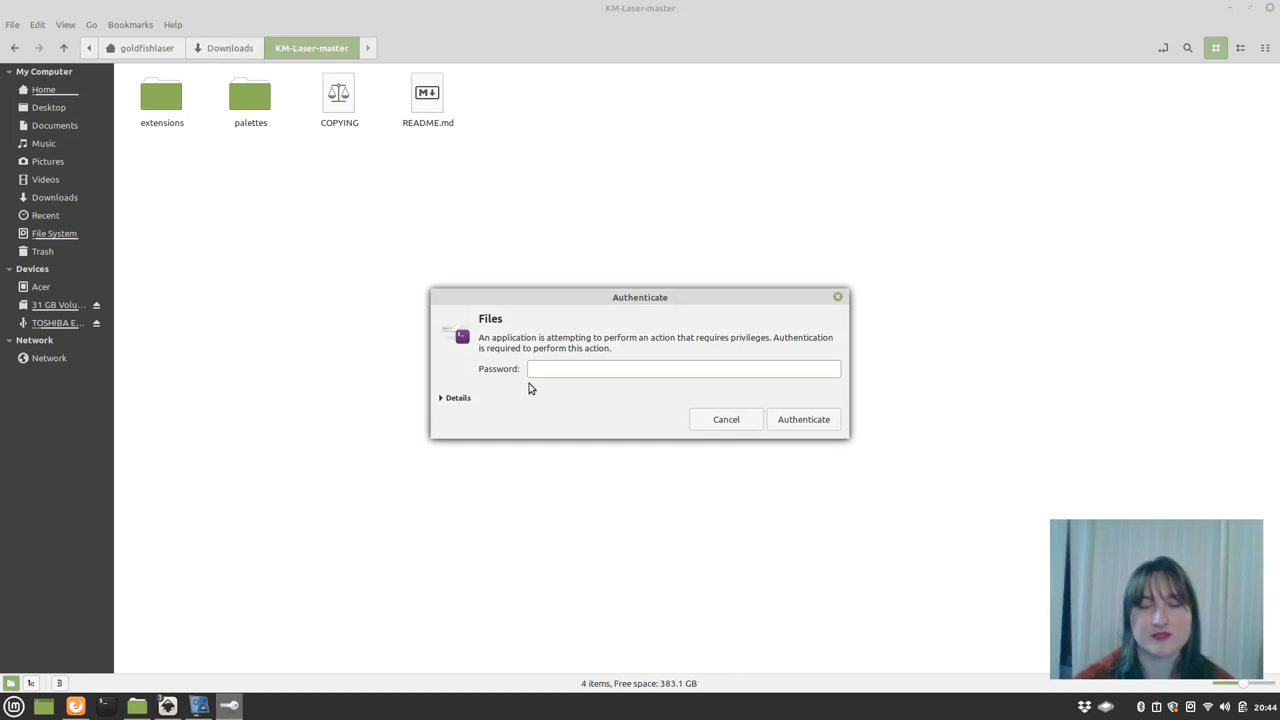 KM-Laser-master
File Edit View Go Bookmarks Help
goldfishlaser Downloads KM-Laser-master
My Computer
Home
Desktop
Documents
Music
Pictures
Videos
Downloads
Recent
File System
Trash
Devices
Acer
31 GB Volu...
TOSHIBA E...
Network
Network
extensions palettes COPYING README.md
Authenticate
Files
An application is attempting to perform an action that requires privileges. Authentication
is required to perform this action.
Password:
Details
Cancel Authenticate
4 items, Free space: 383.1 GB
20:44